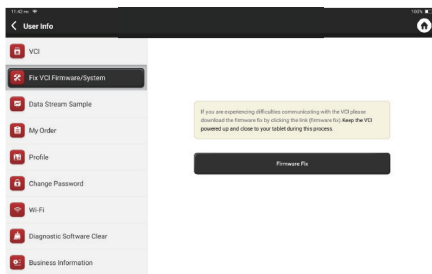 11:42
100%
User Info
VCI
Fix VCI Firmware/System
Data Stream Sample
My Order
Profile
Change Password
Wi-Fi
Diagnostic Software Clear
Business Information
If you are experiencing difficulties communicating with the VCI please
download the firmware fix by clicking the link (firmware fix) Keep the VCI
powered up and close to your tablet during this process.
Firmware Fix